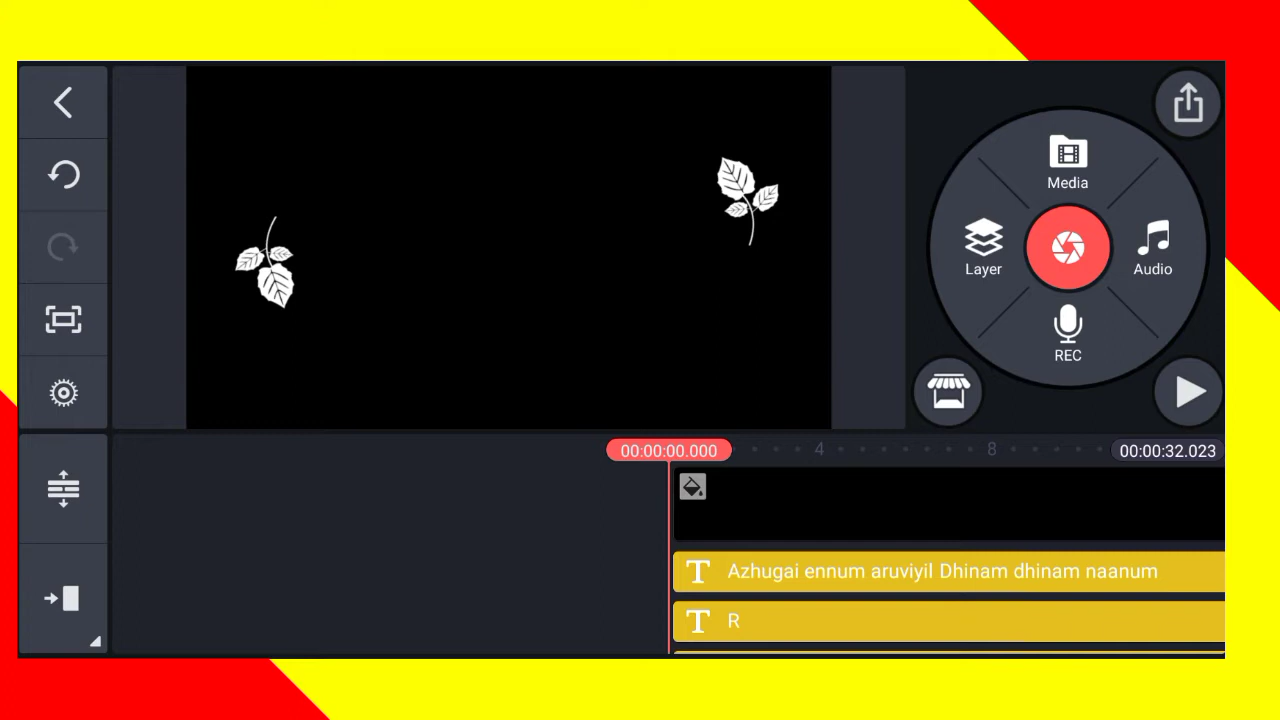 Media
Layer
Audio
REC
00:00:00.000
4
8
00:00:32.023
T Azhugai ennum aruviyil Dhinam dhinam naanum
T R